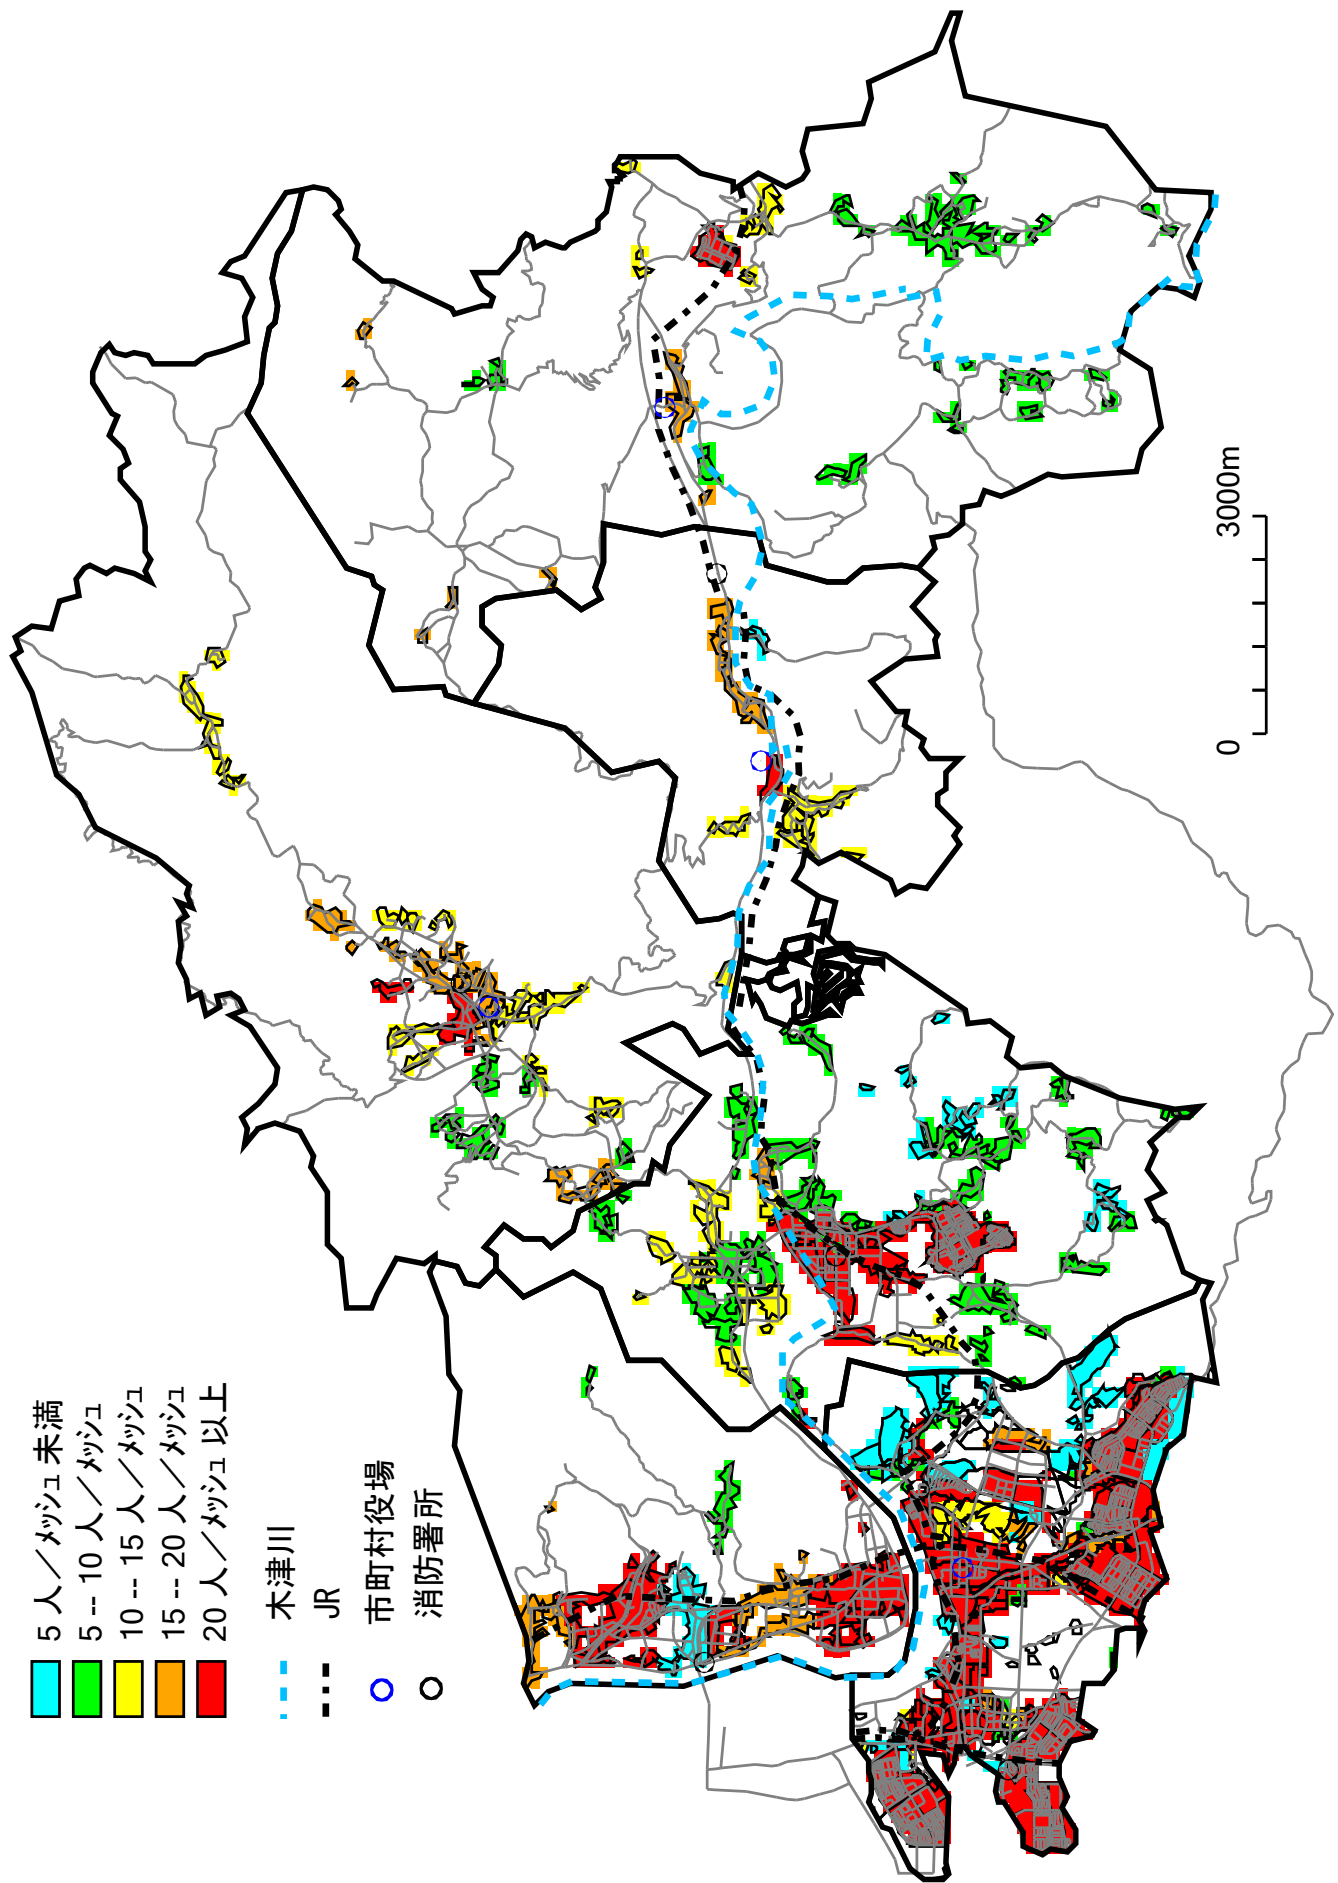 5 人／メッシュ 未満
5 -- 10 人／メッシュ
10 -- 15 人／メッシュ
15 -- 20 人／メッシュ
20 人／メッシュ 以上
木津川
JR
市町村役場
消防署所
0
3000m